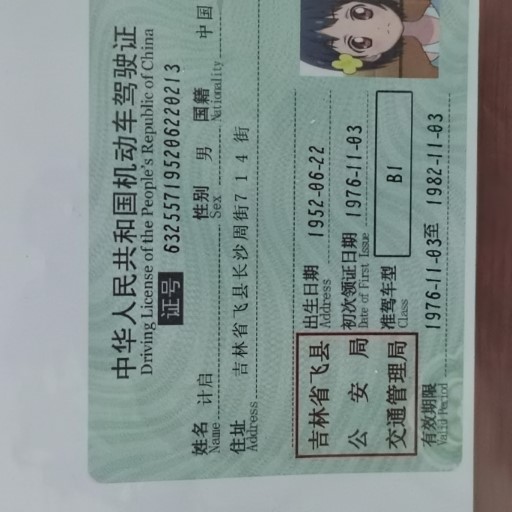 中华人民共和国机动车驾驶证
Driving License of the People's Republic of China
证号 632557195206220213
姓名 计启 性别 男 国籍 中国
Name Sex Nationality
住址 吉林省飞县长沙周街714街
Address
出生日期 1952-06-22
Address
初次领证日期 1976-11-03
Date of First Issue
准驾车型 B1
Class
吉林省飞县
公安局
交通管理局
有效期限 1976-11-03至 1982-11-03
Valid Period